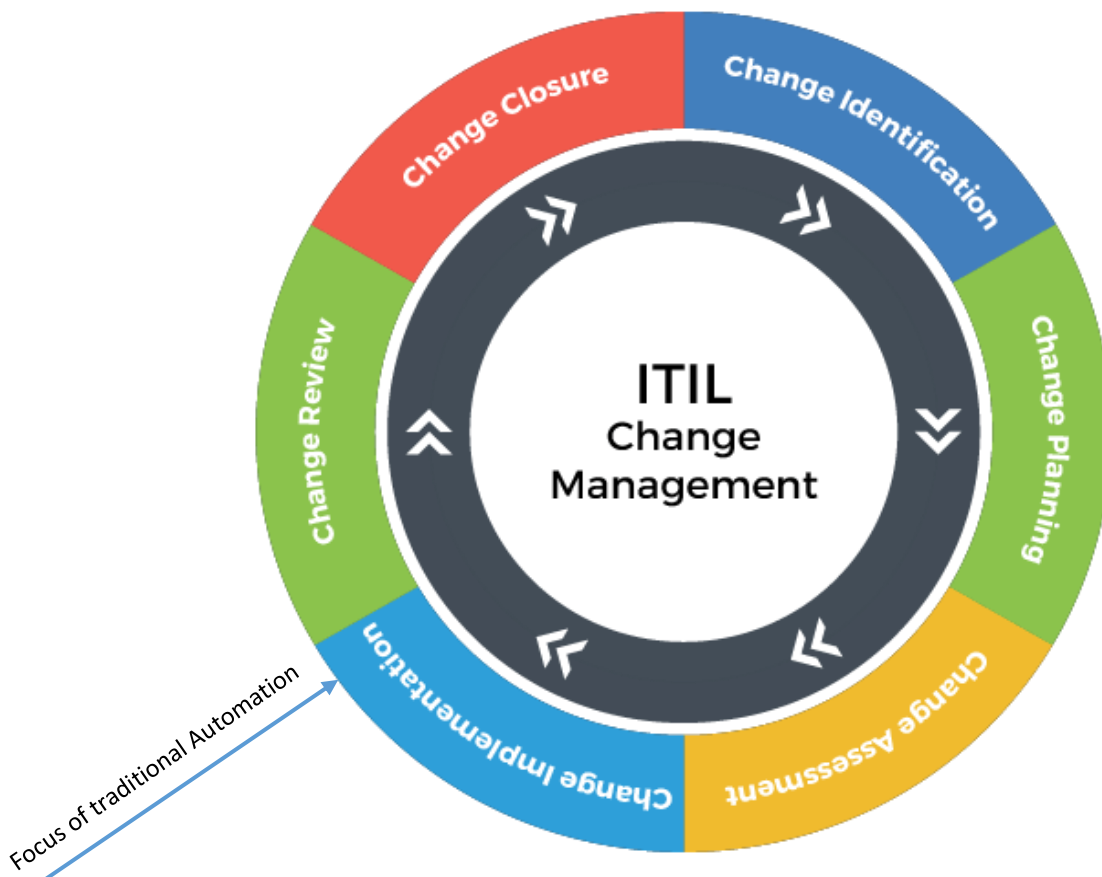 ITIL
Change
Management
Change Identification
Change Planning
Change Assessment
Change Implementation
Change Review
Change Closure
Focus of traditional Automation